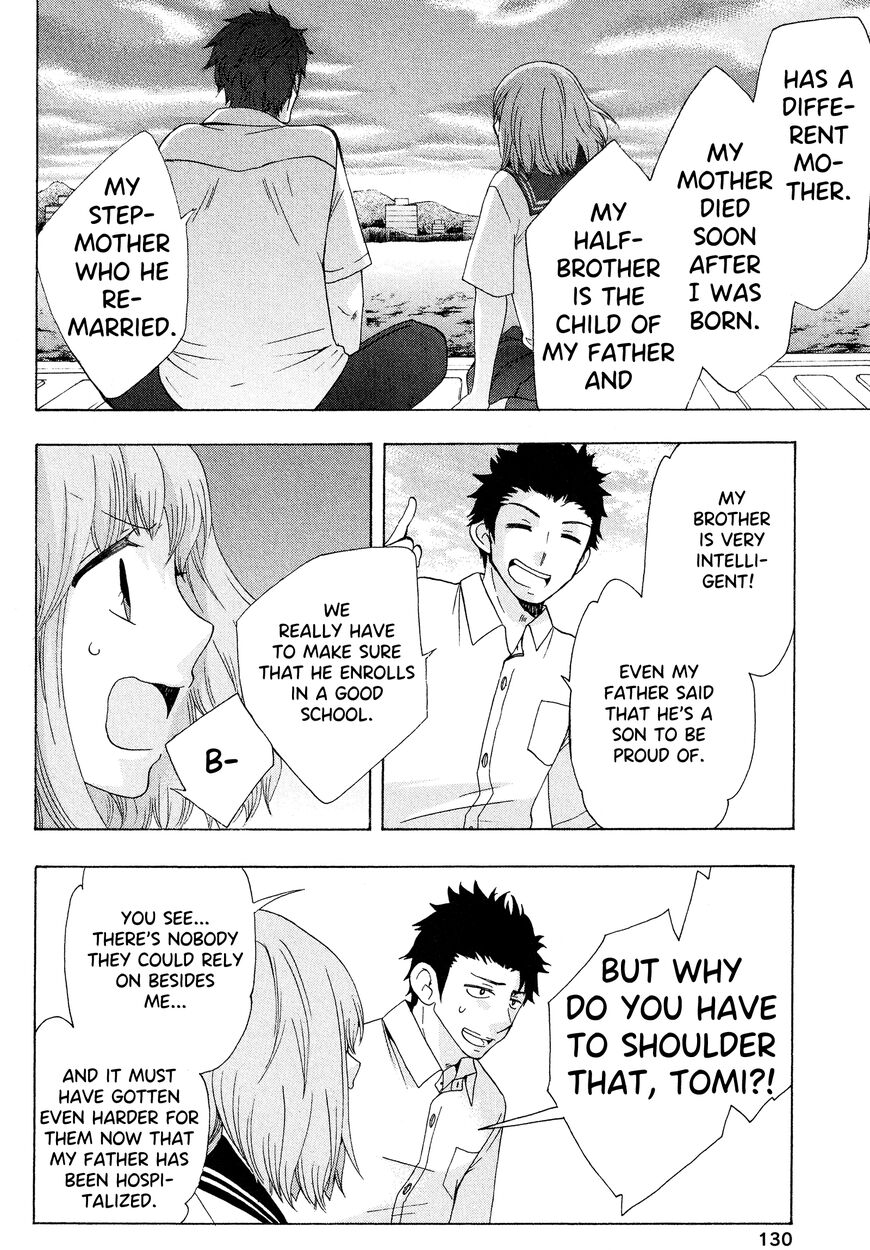 HAS A
DIFFE-
RENT
MO-
THER.
MY
MOTHER
DIED
SOON
AFTER
I WAS
BORN.
MY
HALF-
BROTHER
IS THE
CHILD OF
MY FATHER
AND
MY
STEP-
MOTHER
WHO HE
RE-
MARRIED.
MY
BROTHER
IS VERY
INTELLI-
GENT!
EVEN MY
FATHER SAID
THAT HE'S A
SON TO BE
PROUD OF.
WE
REALLY HAVE
TO MAKE SURE
THAT HE ENROLLS
IN A GOOD
SCHOOL.
B-
BUT WHY
DO YOU HAVE
TO SHOULDER
THAT, TOMI?!
YOU SEE...
THERE'S NOBODY
THEY COULD RELY
ON BESIDES
ME...
AND IT MUST
HAVE GOTTEN
EVEN HARDER FOR
THEM NOW THAT
MY FATHER HAS
BEEN HOSPI-
TALIZED.
130